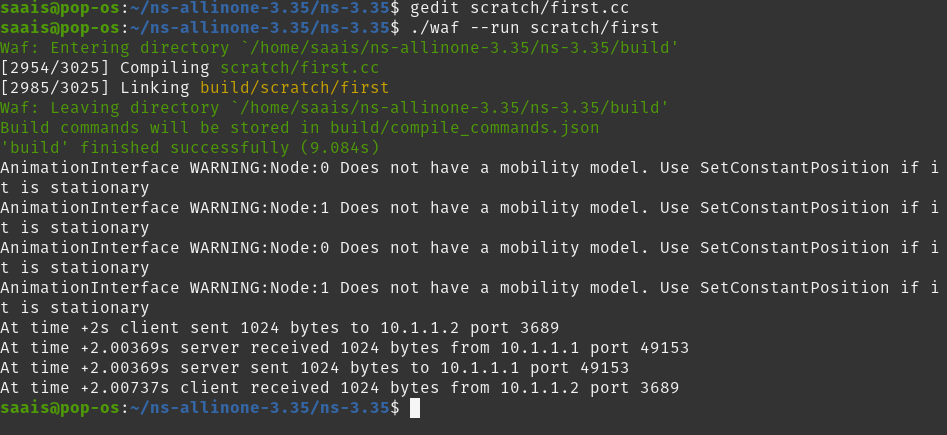 saais@pop-os:~/ns-allinone-3.35/ns-3.35$ gedit scratch/first.cc
saais@pop-os:~/ns-allinone-3.35/ns-3.35$ ./waf --run scratch/first
Waf: Entering directory `/home/saais/ns-allinone-3.35/ns-3.35/build'
[2954/3025] Compiling scratch/first.cc
[2985/3025] Linking build/scratch/first
Waf: Leaving directory `/home/saais/ns-allinone-3.35/ns-3.35/build'
Build commands will be stored in build/compile_commands.json
'build' finished successfully (9.084s)
AnimationInterface WARNING:Node:0 Does not have a mobility model. Use SetConstantPosition if i
t is stationary
AnimationInterface WARNING:Node:1 Does not have a mobility model. Use SetConstantPosition if i
t is stationary
AnimationInterface WARNING:Node:0 Does not have a mobility model. Use SetConstantPosition if i
t is stationary
AnimationInterface WARNING:Node:1 Does not have a mobility model. Use SetConstantPosition if i
t is stationary
At time +2s client sent 1024 bytes to 10.1.1.2 port 3689
At time +2.00369s server received 1024 bytes from 10.1.1.1 port 49153
At time +2.00369s server sent 1024 bytes to 10.1.1.1 port 49153
At time +2.00737s client received 1024 bytes from 10.1.1.2 port 3689
saais@pop-os:~/ns-allinone-3.35/ns-3.35$